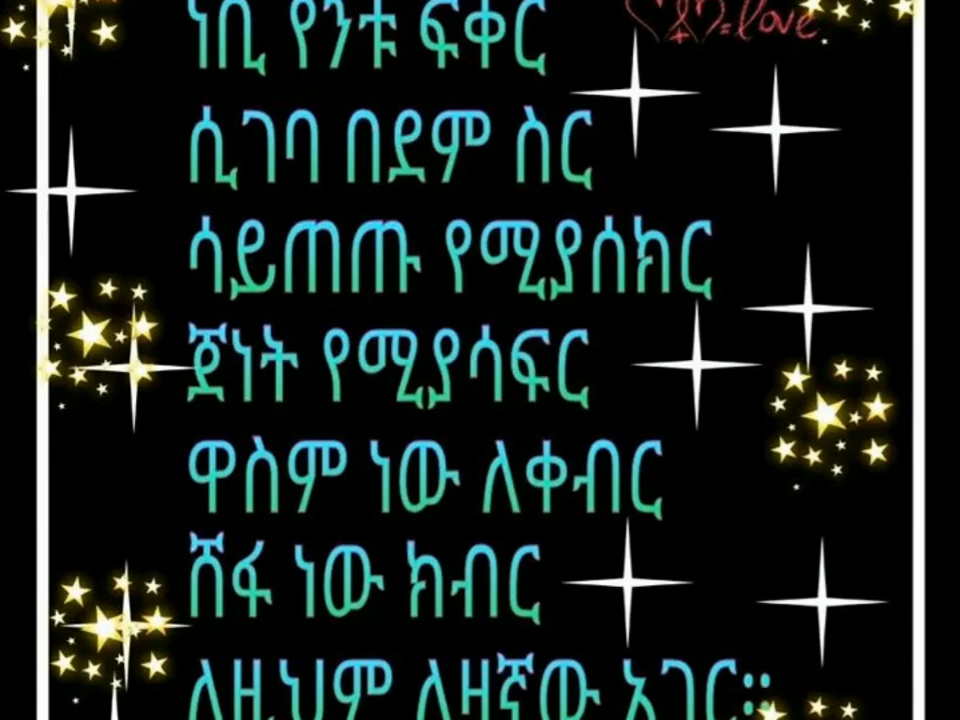 ነቢ የንቱ ፍቀር
=love
ሲገባ በደም ስር
ሳይጠጡ የሚያሰክር
ጀነት የሚያሳፍር
ዋስም ነው ለቀብር
ሸፋ ነው ክብር
ለዚህም ለዛኛው አገር።።